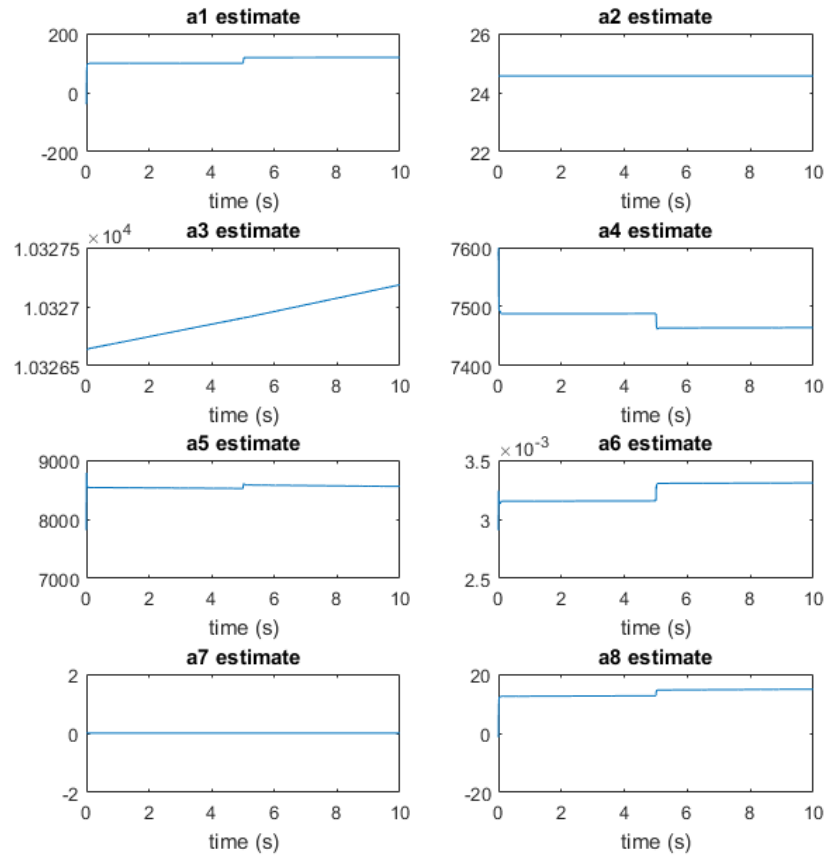 a1 estimate
200
0
-200
0 2 4 6 8 10
time (s)
a2 estimate
26
24
22
0 2 4 6 8 10
time (s)
a3 estimate
×10⁴
1.03275
1.0327
1.03265
0 2 4 6 8 10
time (s)
a4 estimate
7600
7500
7400
0 2 4 6 8 10
time (s)
a5 estimate
9000
8000
7000
0 2 4 6 8 10
time (s)
a6 estimate
×10⁻³
3.5
3
2.5
0 2 4 6 8 10
time (s)
a7 estimate
2
0
-2
0 2 4 6 8 10
time (s)
a8 estimate
20
0
-20
0 2 4 6 8 10
time (s)